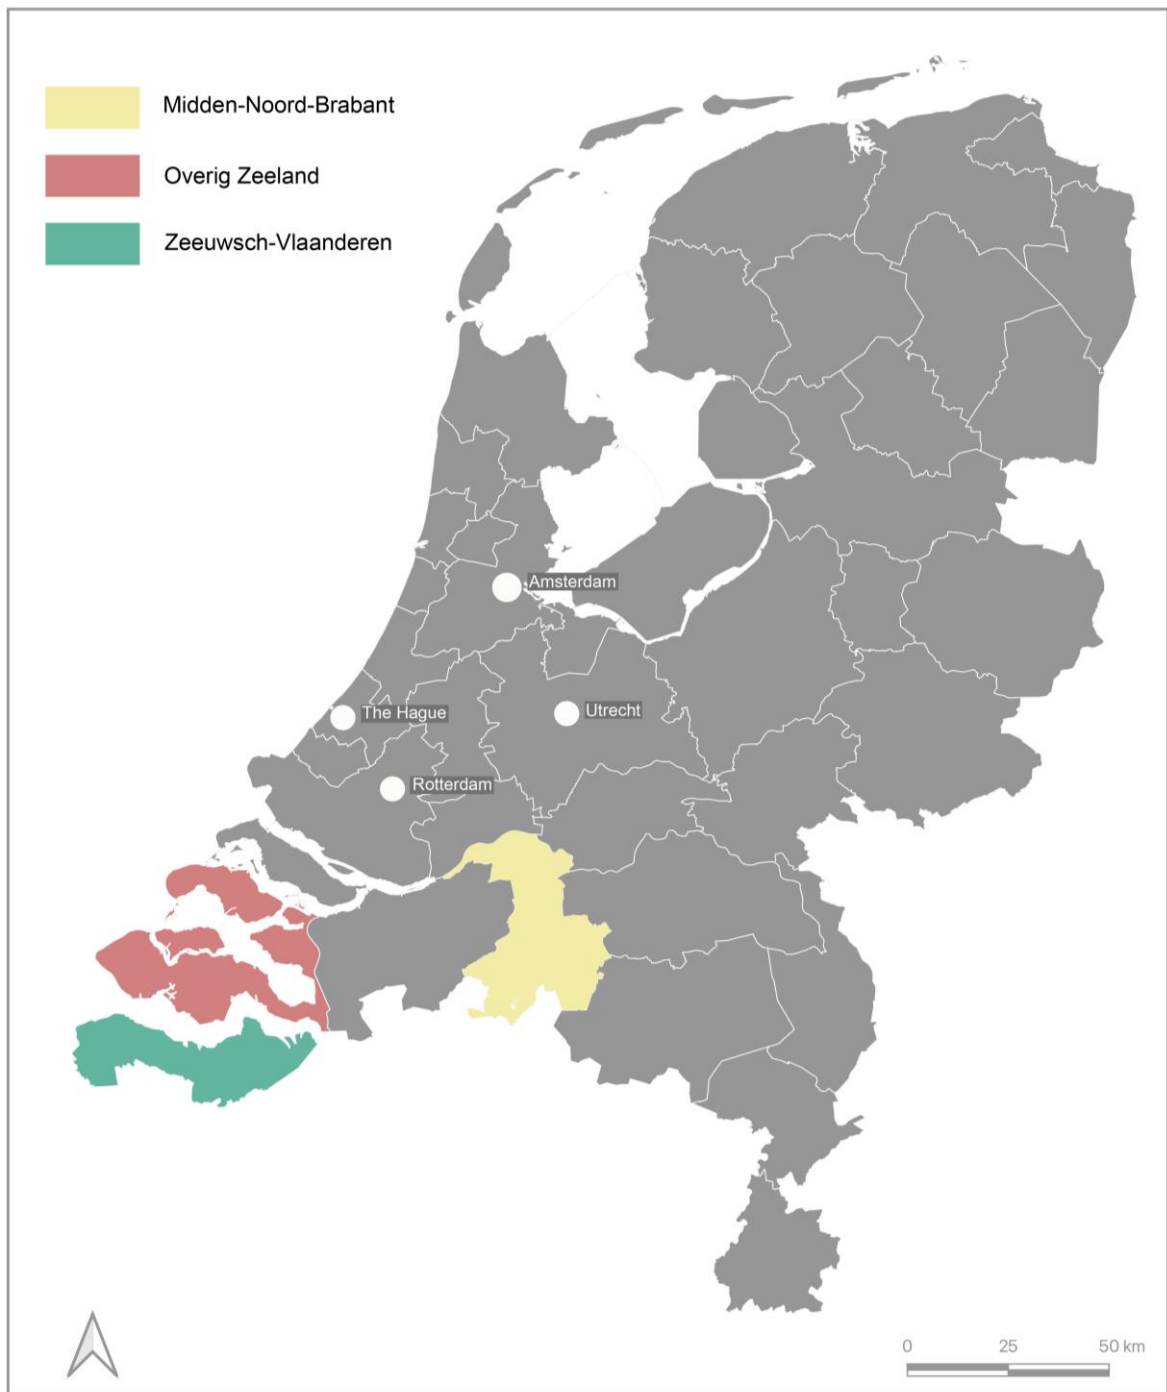 Midden-Noord-Brabant
Overig Zeeland
Zeeuwsch-Vlaanderen
Amsterdam
The Hague
Utrecht
Rotterdam
0 25 50 km